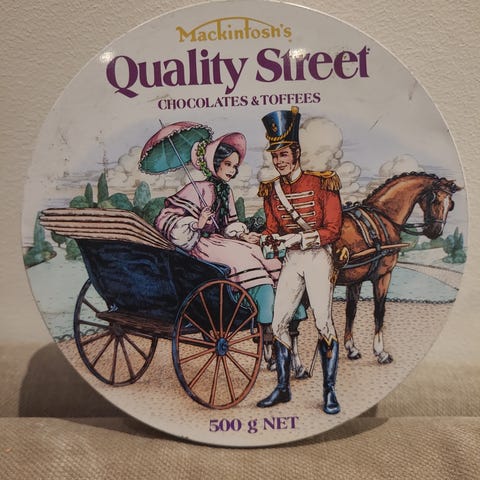 Mackintosh's
Quality Street
CHOCOLATES & TOFFEES
500 g NET